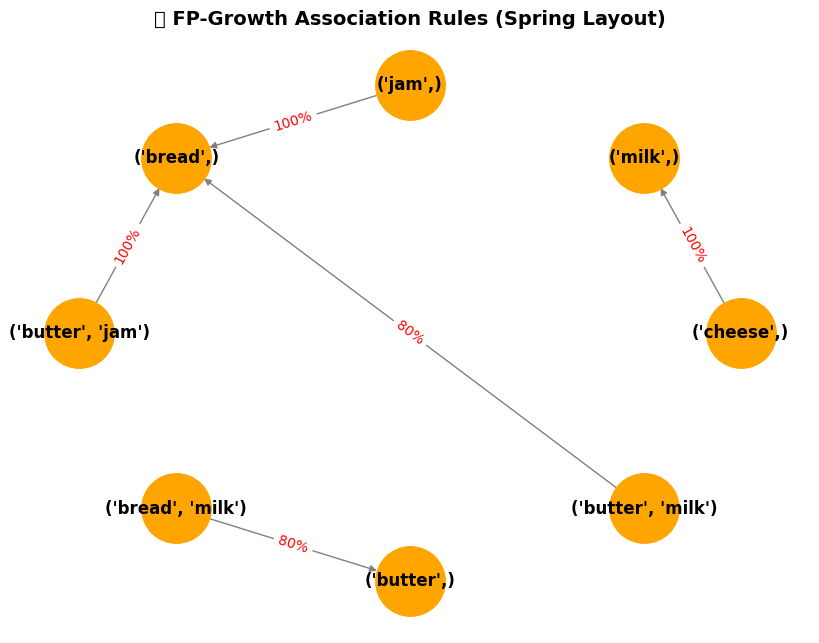 FP-Growth Association Rules (Spring Layout)
('jam',)
100%
('bread',)
('milk',)
100%
100%
('butter', 'jam')
80%
('cheese',)
('bread', 'milk')
('butter', 'milk')
80%
('butter',)